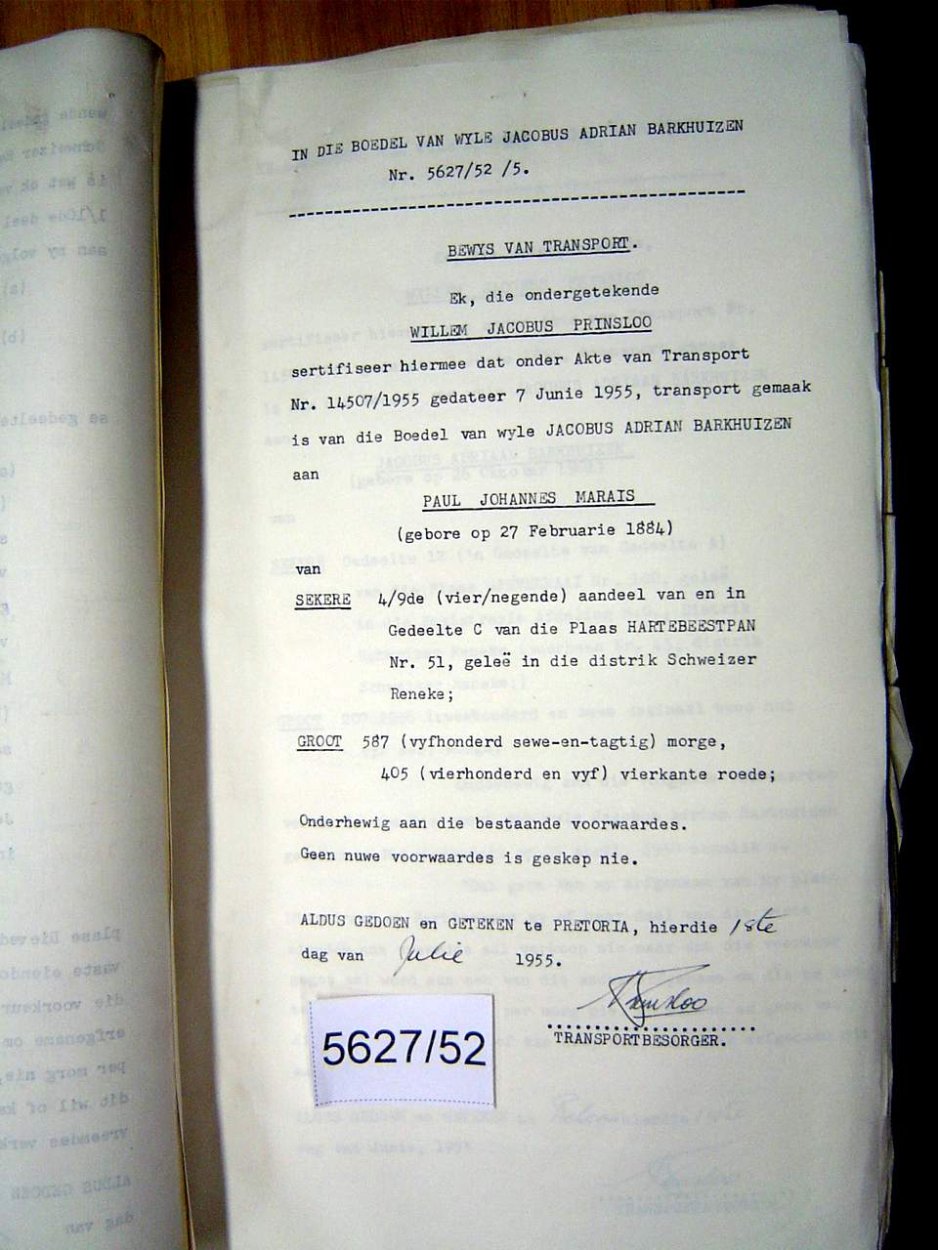 IN DIE BOEDEL VAN WYLE JACOBUS ADRIAN BARKHUIZEN
Nr. 5627/52 /5.
BEWYS VAN TRANSPORT.
Ek, die ondergetekende
WILLEM JACOBUS PRINSLOO
sertifiseer hiermee dat onder Akte van Transport
Nr. 14507/1955 gedateer 7 Junie 1955, transport gemaak
is van die Boedel van wyle JACOBUS ADRIAN BARKHUIZEN
aan
PAUL JOHANNES MARAIS
(gebore op 27 Februarie 1884)
van
SEKERE 4/9de (vier/negende) aandeel van en in
Gedeelte C van die Plaas HARTEBEESTPAN
Nr. 51, geleë in die distrik Schweizer
Reneke;
GROOT 587 (vyfhonderd sewe-en-tagtig) morge,
405 (vierhonderd en vyf) vierkante roede;
Onderhewig aan die bestaande voorwaardes.
Geen nuwe voorwaardes is geskep nie.
ALDUS GEDOEN en GETEKEN te PRETORIA, hierdie 1ste
dag van Julie 1955.
Prinsloo
TRANSPORTBESORGER.
5627/52